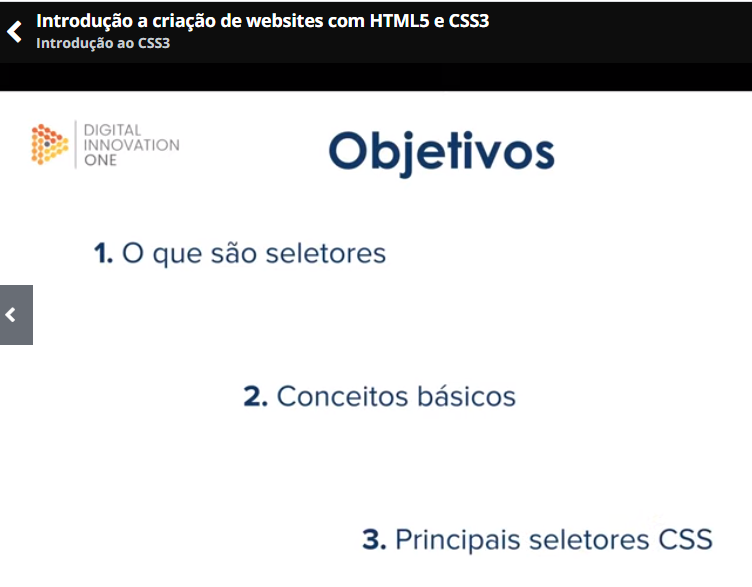 Introdução a criação de websites com HTML5 e CSS3
Introdução ao CSS3
DIGITAL
INNOVATION
ONE
Objetivos
1. O que são seletores
2. Conceitos básicos
3. Principais seletores CSS